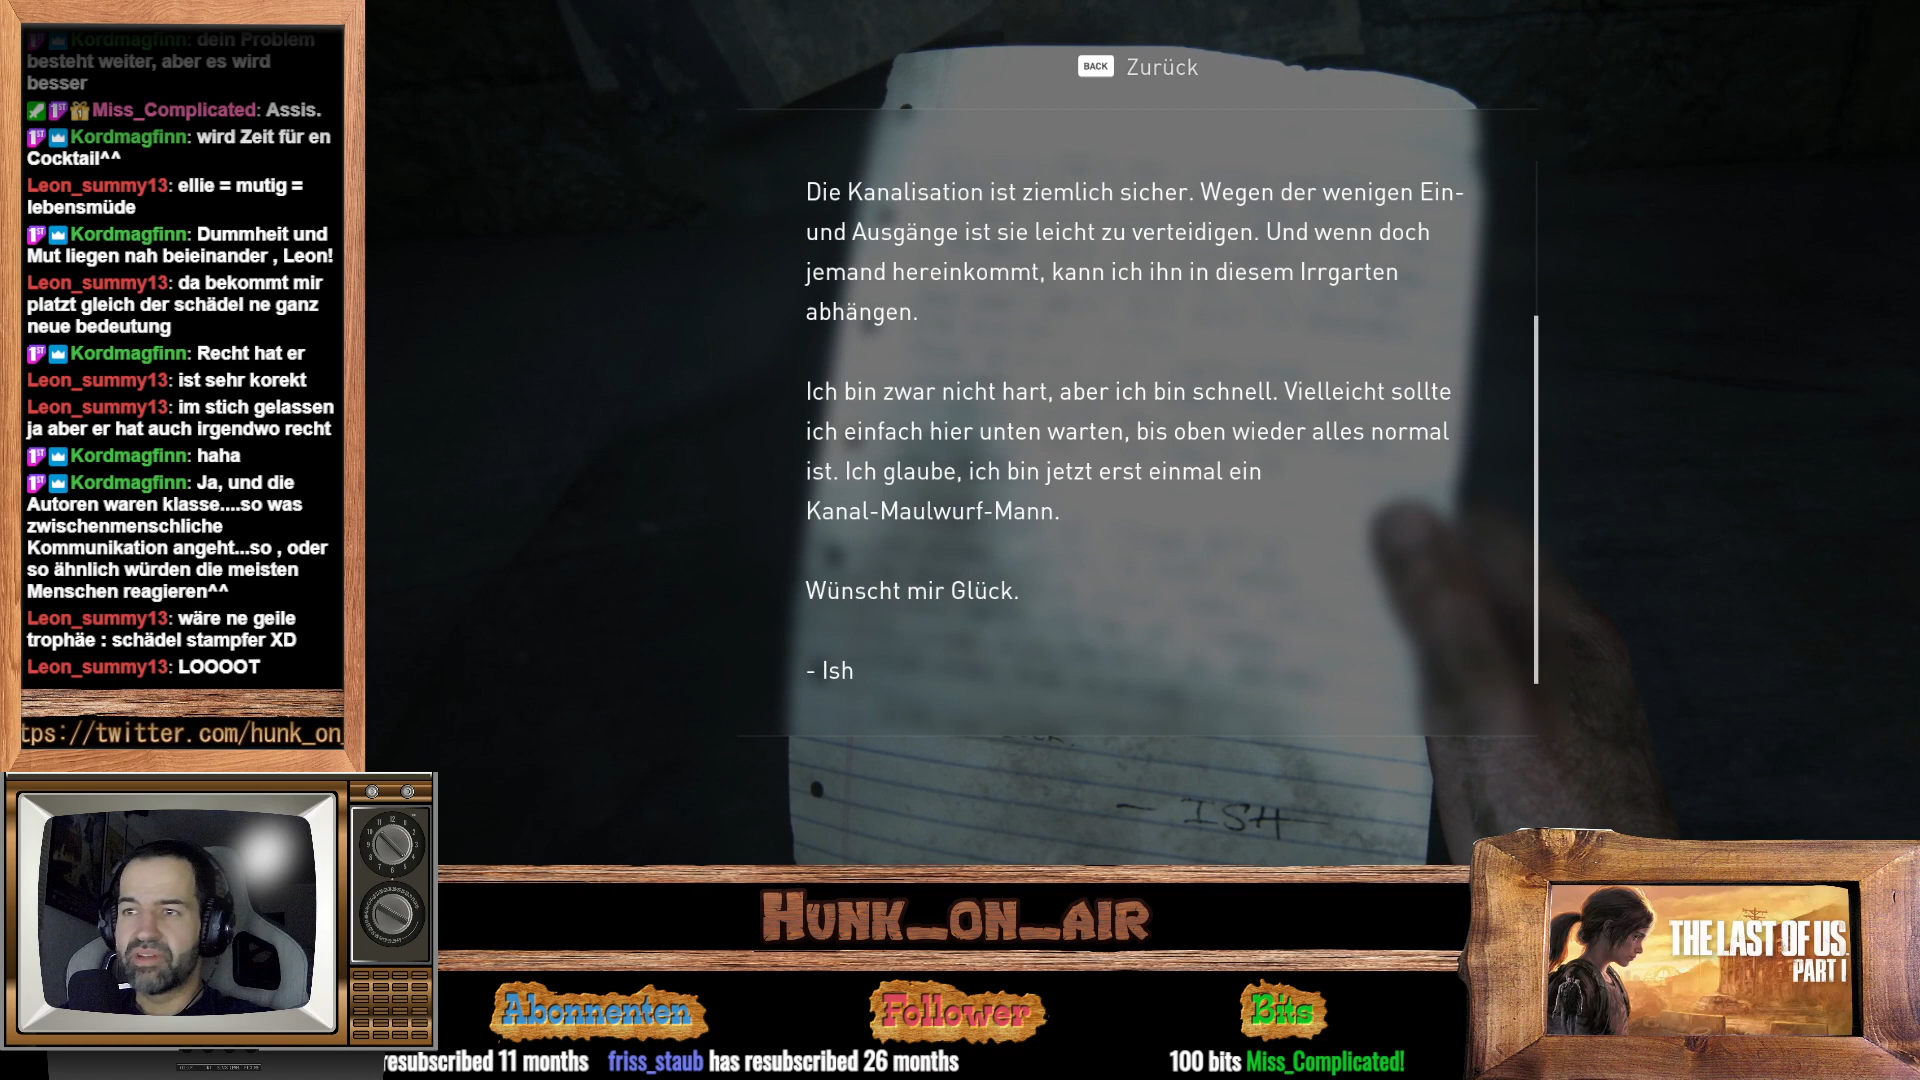 Kordmagfinn: dein Problem
besteht weiter, aber es wird
besser
Miss_Complicated: Assis.
Kordmagfinn: wird Zeit für en
Cocktail^^
Leon_summy13: ellie = mutig =
lebensmüde
Kordmagfinn: Dummheit und
Mut liegen nah beieinander , Leon!
Leon_summy13: da bekommt mir
platzt gleich der schädel ne ganz
neue bedeutung
Kordmagfinn: Recht hat er
Leon_summy13: ist sehr korekt
Leon_summy13: im stich gelassen
ja aber er hat auch irgendwo recht
Kordmagfinn: haha
Kordmagfinn: Ja, und die
Autoren waren klasse....so was
zwischenmenschliche
Kommunikation angeht...so , oder
so ähnlich würden die meisten
Menschen reagieren^^
Leon_summy13: wäre ne geile
trophäe : schädel stampfer XD
Leon_summy13: LOOOOT
tps://twitter.com/hunk_on_
BACK Zurück
Die Kanalisation ist ziemlich sicher. Wegen der wenigen Ein-
und Ausgänge ist sie leicht zu verteidigen. Und wenn doch
jemand hereinkommt, kann ich ihn in diesem Irrgarten
abhängen.
Ich bin zwar nicht hart, aber ich bin schnell. Vielleicht sollte
ich einfach hier unten warten, bis oben wieder alles normal
ist. Ich glaube, ich bin jetzt erst einmal ein
Kanal-Maulwurf-Mann.
Wünscht mir Glück.
- Ish
- ISH
Hunk_on_air
THE LAST OF US
PART I
Abonnenten Follower Bits
resubscribed 11 months friss_staub has resubscribed 26 months 100 bits Miss_Complicated!